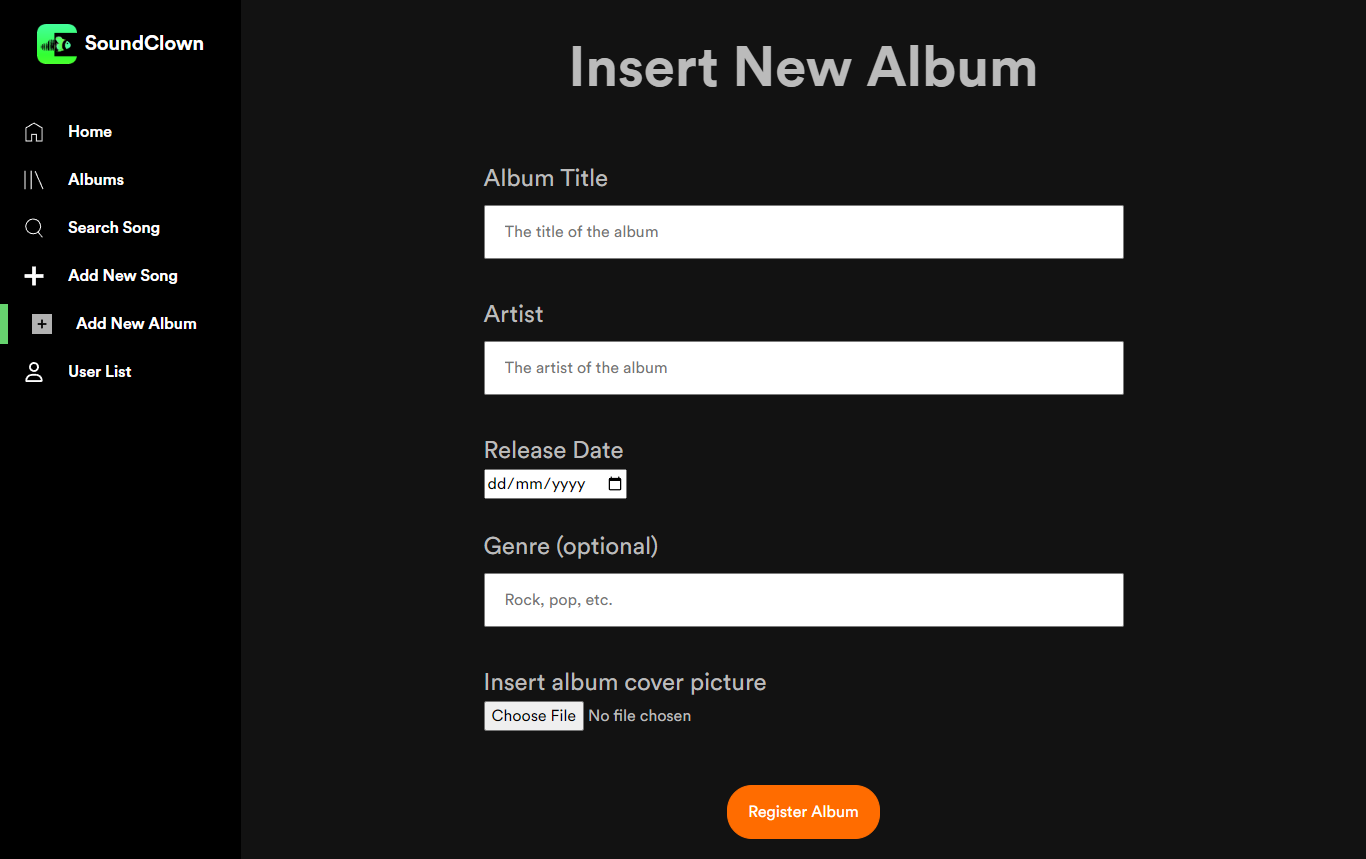 SoundClown
Home
Albums
Search Song
Add New Song
Add New Album
User List
Insert New Album
Album Title
The title of the album
Artist
The artist of the album
Release Date
dd/mm/yyyy
Genre (optional)
Rock, pop, etc.
Insert album cover picture
Choose File No file chosen
Register Album